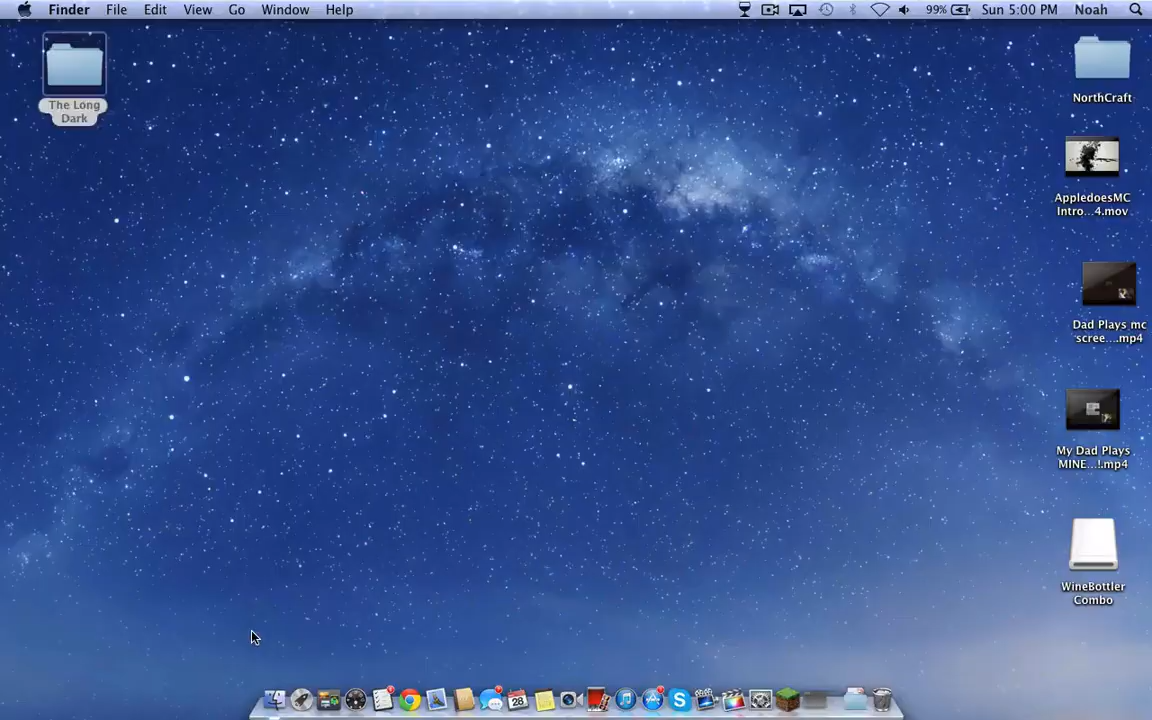 Finder File Edit View Go Window Help 99% Sun 5:00 PM Noah
The Long
Dark
NorthCraft
AppledoesMC
Intro...4.mov
Dad Plays mc
scree....mp4
My Dad Plays
MINE...!.mp4
WineBottler
Combo
28